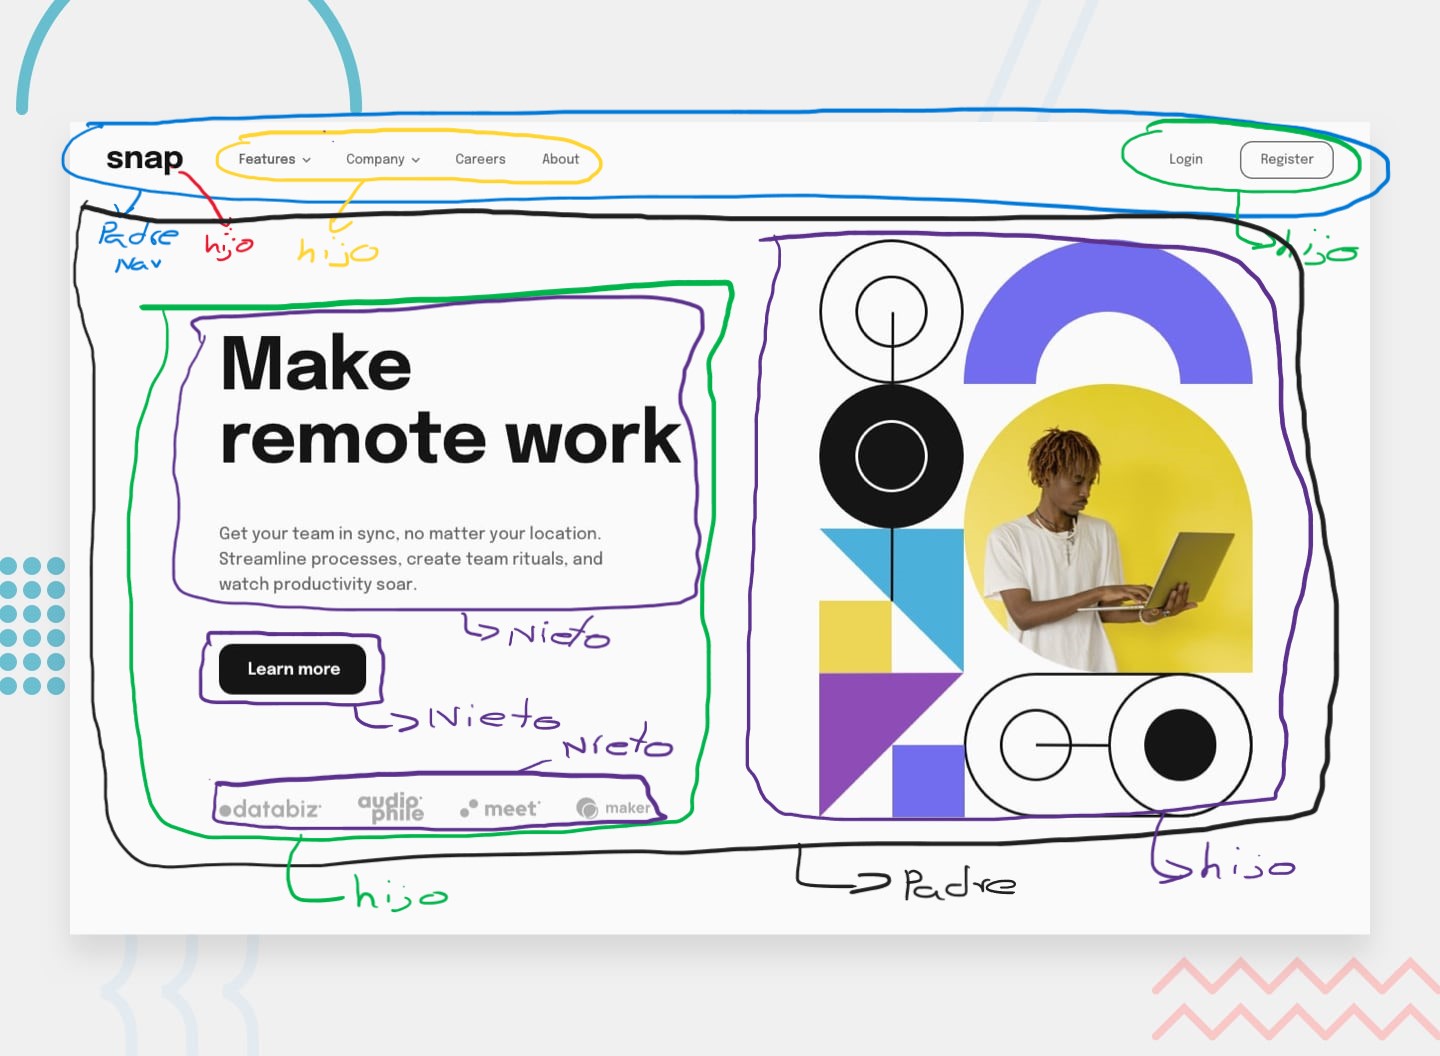 snap
Features
Company
Careers
About
Login
Register
Padre
Nav
hijo
hijo
hijo
Make
remote work
Get your team in sync, no matter your location.
Streamline processes, create team rituals, and
watch productivity soar.
Nieto
Learn more
Nieto
Nieto
databiz
audiophile
meet
maker
hijo
Padre
hijo